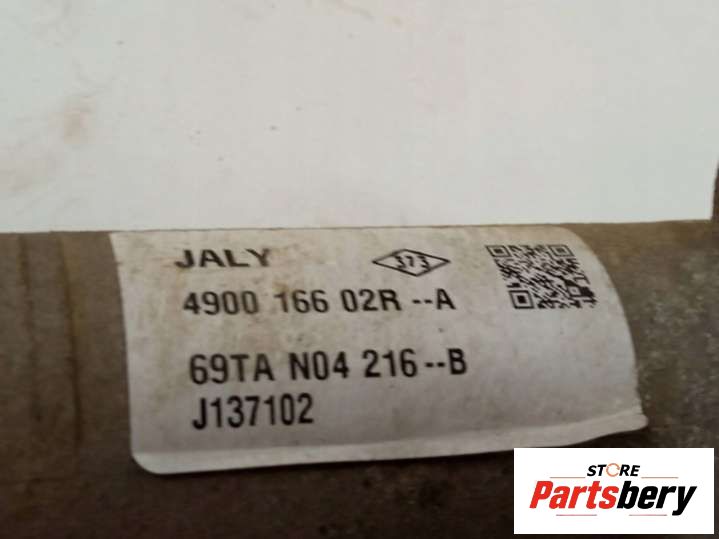 JALY 373
4900 166 02R --A
69TA N04 216 --B
J137102
STORE
Partsbery